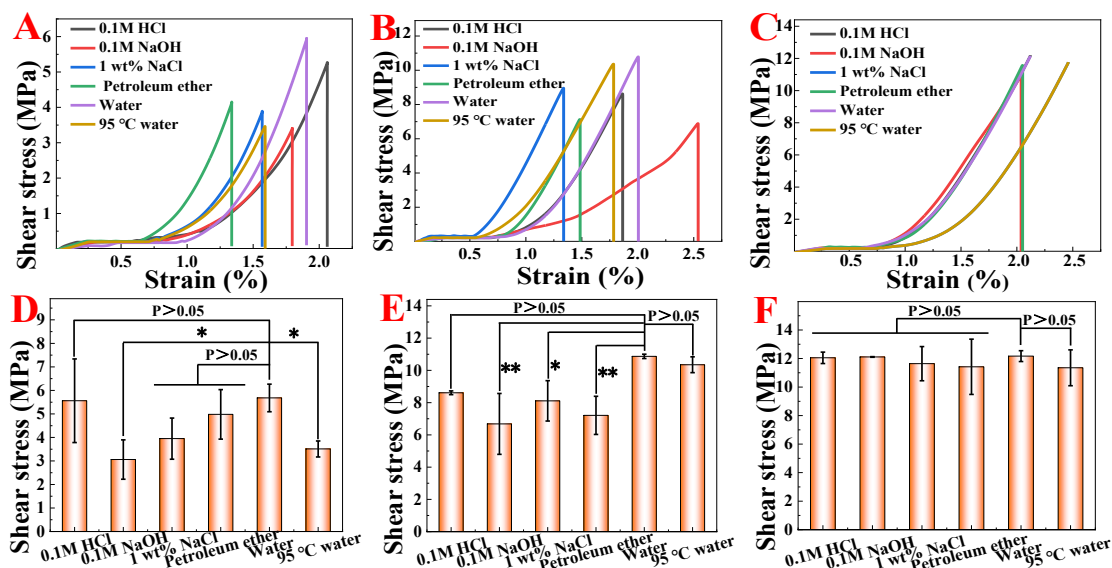 A
0.1M HCl
0.1M NaOH
1 wt% NaCl
Petroleum ether
Water
95 °C water
Shear stress (MPa)
6
5
4
3
2
1
0.5
1.0
1.5
2.0
Strain (%)
B
0.1M HCl
0.1M NaOH
1 wt% NaCl
Petroleum ether
Water
95 °C water
Shear stress (MPa)
14
12
10
8
6
4
2
0
0.5
1.0
1.5
2.0
2.5
Strain (%)
C
0.1M HCl
0.1M NaOH
1 wt% NaCl
Petroleum ether
Water
95 °C water
Shear stress (MPa)
14
12
10
8
6
4
2
0.0
0.5
1.0
1.5
2.0
2.5
Strain (%)
D
P>0.05
*
*
P>0.05
Shear stress (MPa)
9
8
7
6
5
4
3
2
1
0
0.1M HCl
0.1M NaOH
1 wt% NaCl
Petroleum ether
Water
95 °C water
E
P>0.05
P>0.05
**
*
**
Shear stress (MPa)
14
12
10
8
6
4
2
0
0.1M HCl
0.1M NaOH
1 wt% NaCl
Petroleum ether
Water
95 °C water
F
P>0.05
P>0.05
Shear stress (MPa)
16
14
12
10
8
6
4
2
0
0.1M HCl
0.1M NaOH
1 wt% NaCl
Petroleum ether
Water
95 °C water